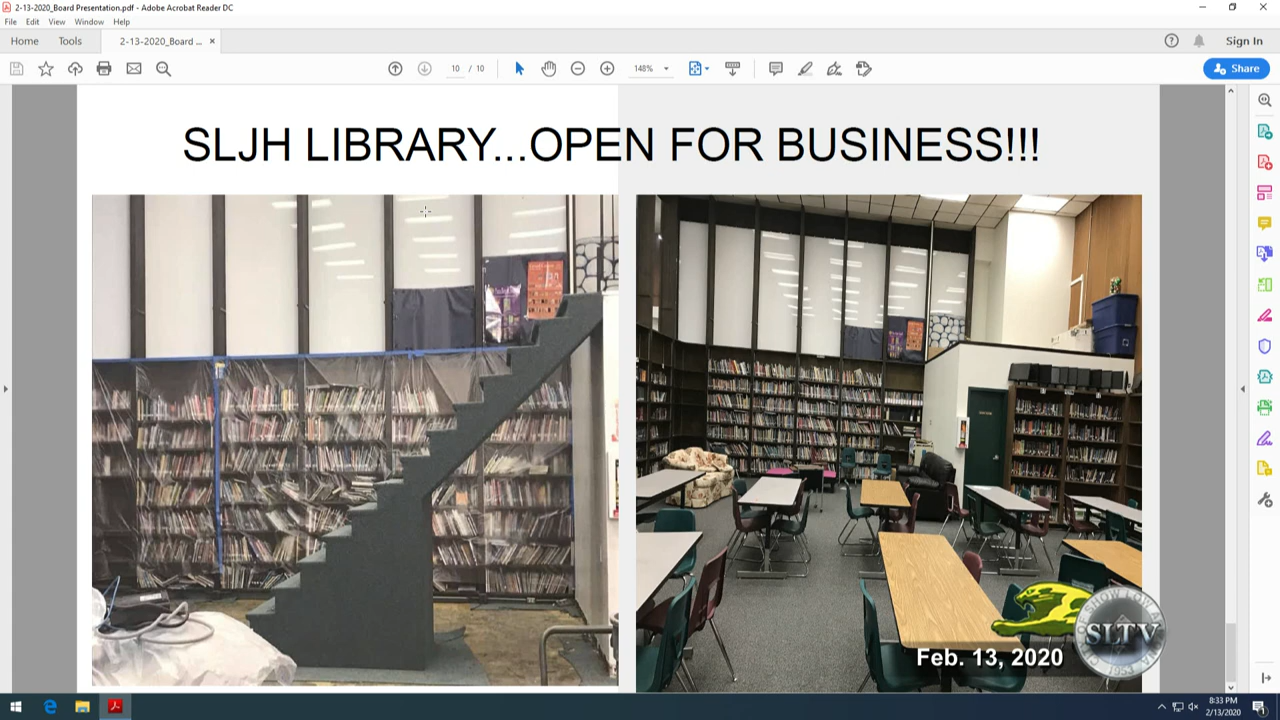 2-13-2020_Board Presentation.pdf - Adobe Acrobat Reader DC
File Edit View Window Help
Home Tools 2-13-2020_Board ... ×
Sign In
10 / 10
148%
Share
SLJH LIBRARY...OPEN FOR BUSINESS!!!
SLTV
1953
Feb. 13, 2020
8:33 PM
2/13/2020
1